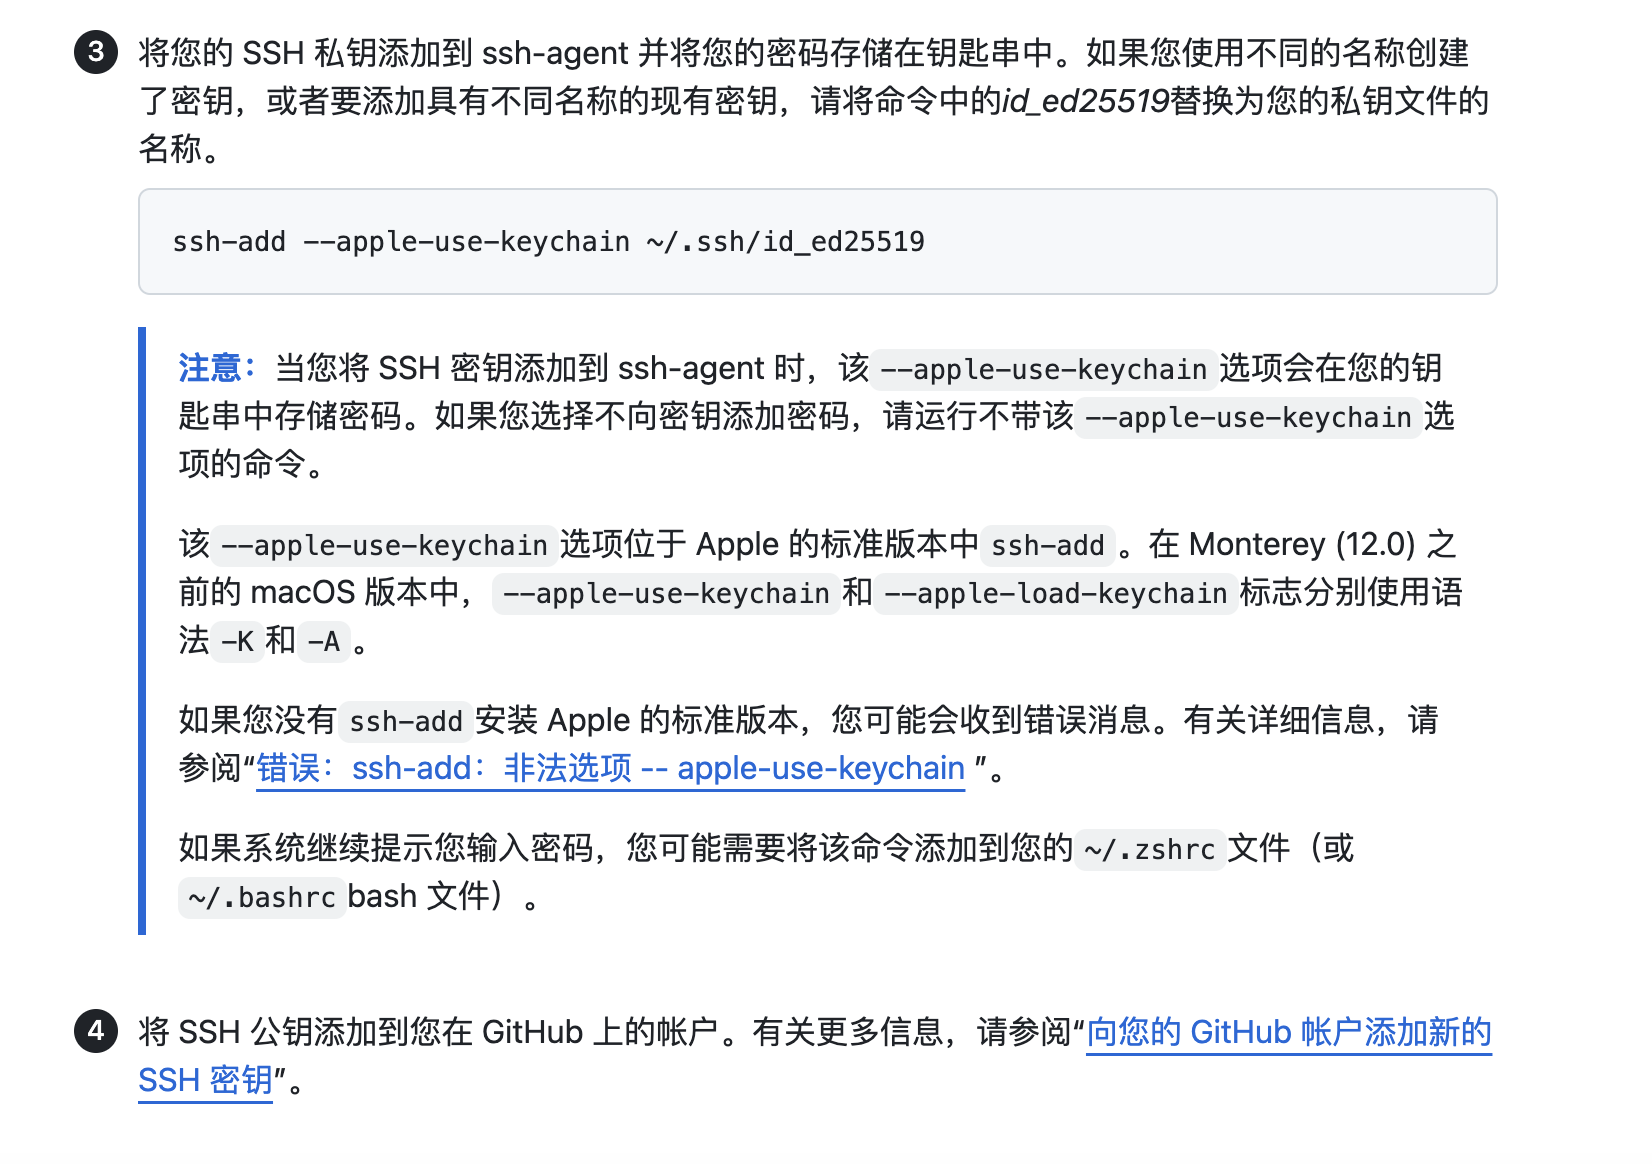 3 将您的 SSH 私钥添加到 ssh-agent 并将您的密码存储在钥匙串中。如果您使用不同的名称创建
了密钥，或者要添加具有不同名称的现有密钥，请将命令中的id_ed25519替换为您的私钥文件的
名称。
ssh-add --apple-use-keychain ~/.ssh/id_ed25519
注意：当您将 SSH 密钥添加到 ssh-agent 时，该 --apple-use-keychain 选项会在您的钥
匙串中存储密码。如果您选择不向密钥添加密码，请运行不带该 --apple-use-keychain 选
项的命令。
该 --apple-use-keychain 选项位于 Apple 的标准版本中 ssh-add 。在 Monterey (12.0) 之
前的 macOS 版本中， --apple-use-keychain 和 --apple-load-keychain 标志分别使用语
法 -K 和 -A 。
如果您没有 ssh-add 安装 Apple 的标准版本，您可能会收到错误消息。有关详细信息，请
参阅“错误：ssh-add：非法选项 -- apple-use-keychain ”。
如果系统继续提示您输入密码，您可能需要将该命令添加到您的 ~/.zshrc 文件（或
~/.bashrc bash 文件）。
4 将 SSH 公钥添加到您在 GitHub 上的帐户。有关更多信息，请参阅“向您的 GitHub 帐户添加新的
SSH 密钥”。